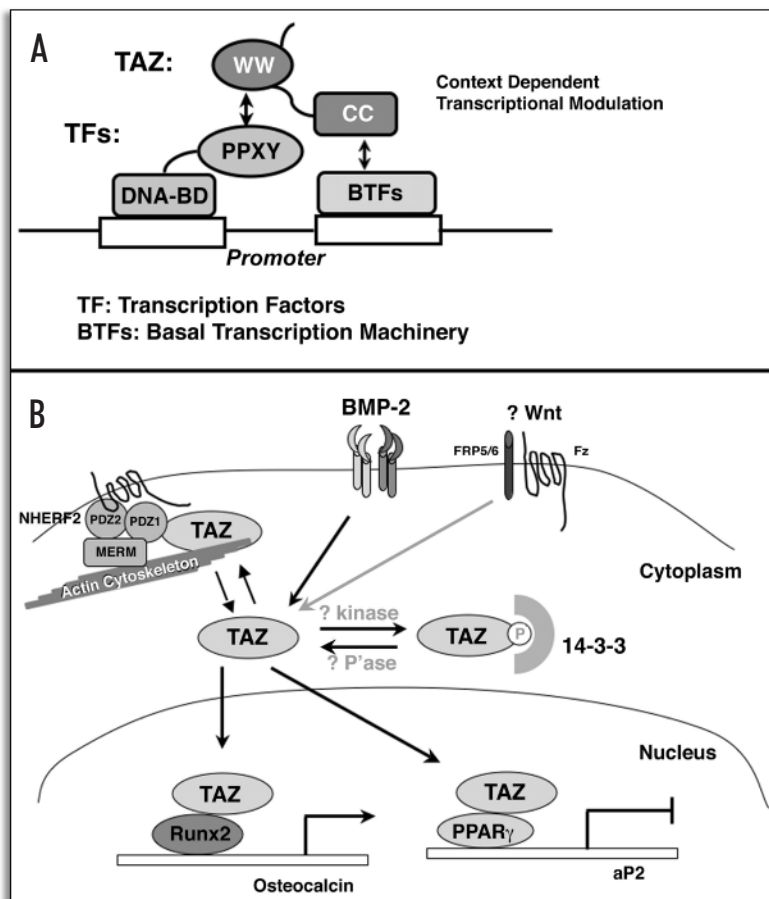 A
TAZ:
WW
Context Dependent
Transcriptional Modulation
CC
TFs:
PPXY
DNA-BD
BTFs
Promoter
TF: Transcription Factors
BTFs: Basal Transcription Machinery
B
BMP-2
? Wnt
FRP5/6
Fz
NHERF2
PDZ2
PDZ1
TAZ
MERM
Actin Cytoskeleton
Cytoplasm
? kinase
TAZ
TAZ
P
14-3-3
? P'ase
Nucleus
TAZ
TAZ
Runx2
PPARγ
Osteocalcin
aP2